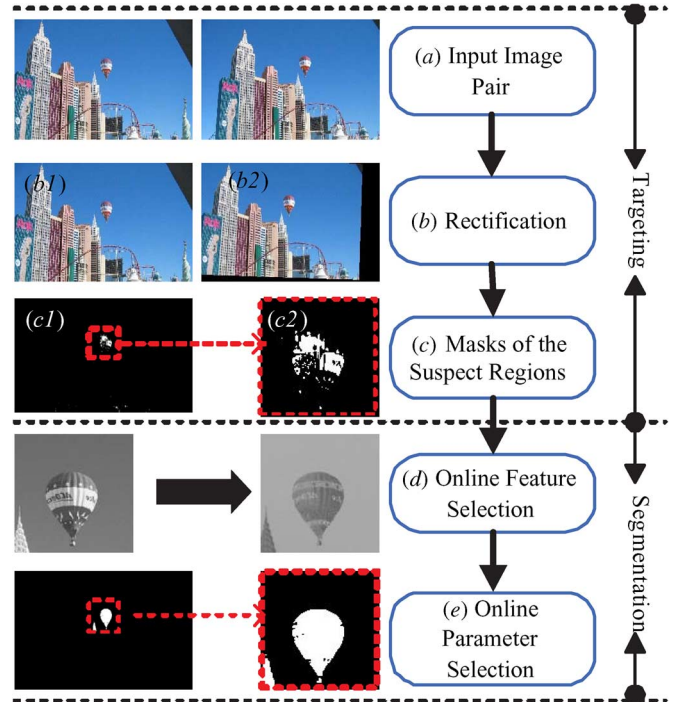 (a) Input Image
Pair
(b1)
(b2)
(b) Rectification
Targeting
(c1)
(c2)
(c) Masks of the
Suspect Regions
(d) Online Feature
Selection
Segmentation
(e) Online
Parameter
Selection